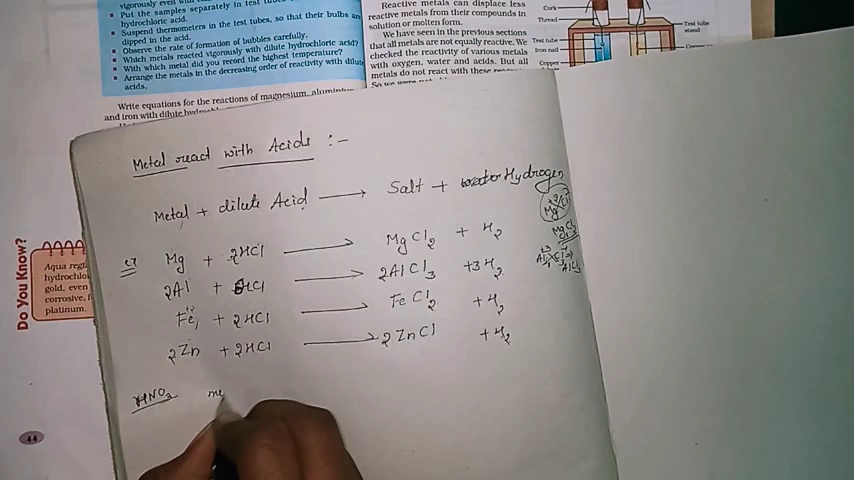 vigorously even with
Put the samples separately in test tubes
hydrochloric acid.
Suspend thermometers in the test tubes, so that their bulbs are
dipped in the acid.
Observe the rate of formation of bubbles carefully.
Which metals reacted vigorously with dilute hydrochloric acid?
With which metal did you record the highest temperature?
Arrange the metals in the decreasing order of reactivity with dilute
acids.
Write equations for the reactions of magnesium, aluminium
and iron with dilute
Reactive metals can displace less
reactive metals from their compounds in
solution or molten form.
We have seen in the previous sections
that all metals are not equally reactive. We
checked the reactivity of various metals
with oxygen, water and acids. But all
metals do not react with these
Cork
Thread
Test tube
Iron nail
Copper
Test tube
stand
Do You Know?
Aqua regi
hydrochlo
gold, even
corrosive, f
platinum.
44
Metal react with Acids :-
Metal + dilute Acid → Salt + Hydrogen
Mg + 2HCl → MgCl2 + H2
2Al + 6HCl → 2AlCl3 + 3H2
Fe + 2HCl → FeCl2 + H2
2Zn + 2HCl → 2ZnCl + H2
HNO3 me
MgCl2
AlCl3